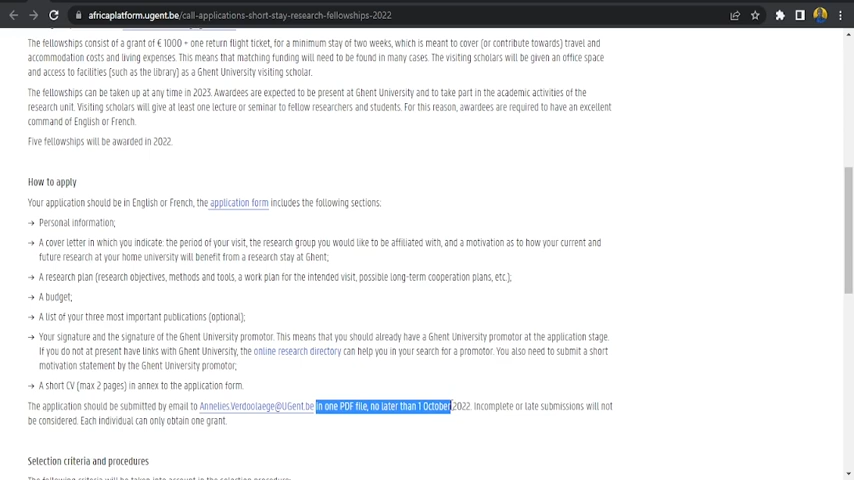 africaplatform.ugent.be/call-applications-short-stay-research-fellowships-2022
The fellowships consist of a grant of € 1000 + one return flight ticket, for a minimum stay of two weeks, which is meant to cover (or contribute towards) travel and
accommodation costs and living expenses. This means that matching funding will need to be found in many cases. The visiting scholars will be given an office space
and access to facilities (such as the library) as a Ghent University visiting scholar.
The fellowships can be taken up at any time in 2023. Awardees are expected to be present at Ghent University and to take part in the academic activities of the
research unit. Visiting scholars will give at least one lecture or seminar to fellow researchers and students. For this reason, awardees are required to have an excellent
command of English or French.
Five fellowships will be awarded in 2022.
How to apply
Your application should be in English or French, the application form includes the following sections:
→ Personal information;
→ A cover letter in which you indicate: the period of your visit, the research group you would like to be affiliated with, and a motivation as to how your current and
future research at your home university will benefit from a research stay at Ghent;
→ A research plan (research objectives, methods and tools, a work plan for the intended visit, possible long-term cooperation plans, etc.);
→ A budget;
→ A list of your three most important publications (optional);
→ Your signature and the signature of the Ghent University promotor. This means that you should already have a Ghent University promotor at the application stage.
If you do not at present have links with Ghent University, the online research directory can help you in your search for a promotor. You also need to submit a short
motivation statement by the Ghent University promotor;
→ A short CV (max 2 pages) in annex to the application form.
The application should be submitted by email to Annelies.Verdoolaege@UGent.be in one PDF file, no later than 1 October 2022. Incomplete or late submissions will not
be considered. Each individual can only obtain one grant.
Selection criteria and procedures
The following criteria will be taken into account in the selection procedure: